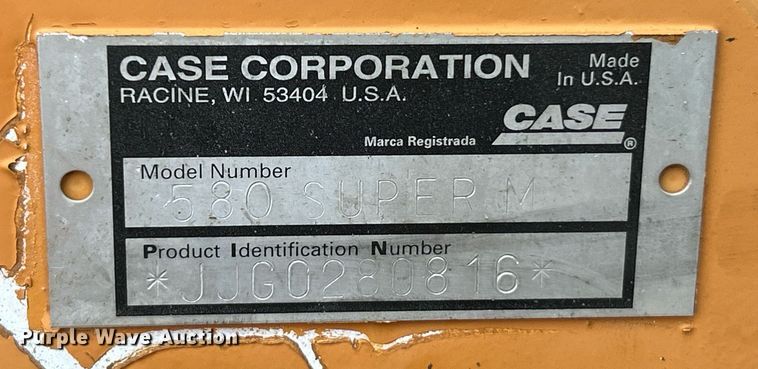 CASE CORPORATION
RACINE, WI 53404 U.S.A.
Made
In U.S.A.
CASE
®
Marca Registrada
Model Number
580 SUPER M
Product Identification Number
*JJG0280816*
Purple Wave Auction